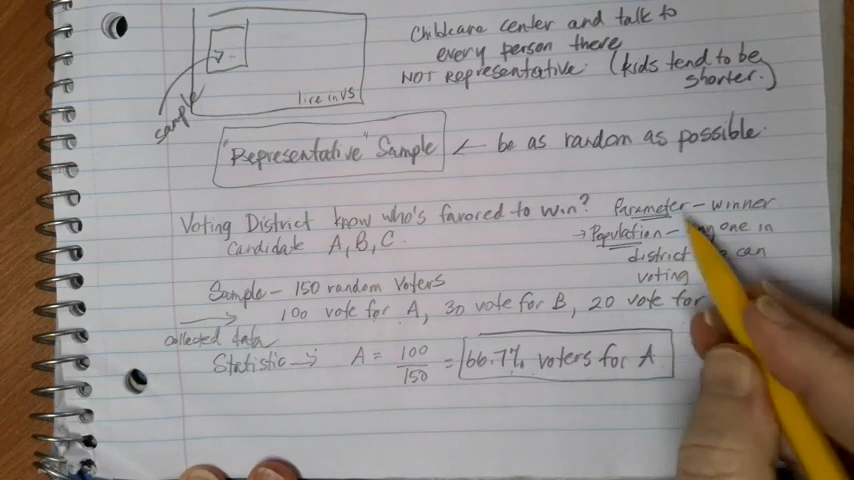 Childcare center and talk to
every person there
NOT Representative. (kids tend to be
shorter.)
live in US
sample
"Representative" Sample ← be as random as possible.
Voting District know who's favored to win? Parameter - winner
Candidate A, B, C. → Population - one in
district can
voting
Sample - 150 random voters
100 vote for A, 30 vote for B, 20 vote for
collected data
Statistic → A = 100/150 = 66.7% voters for A